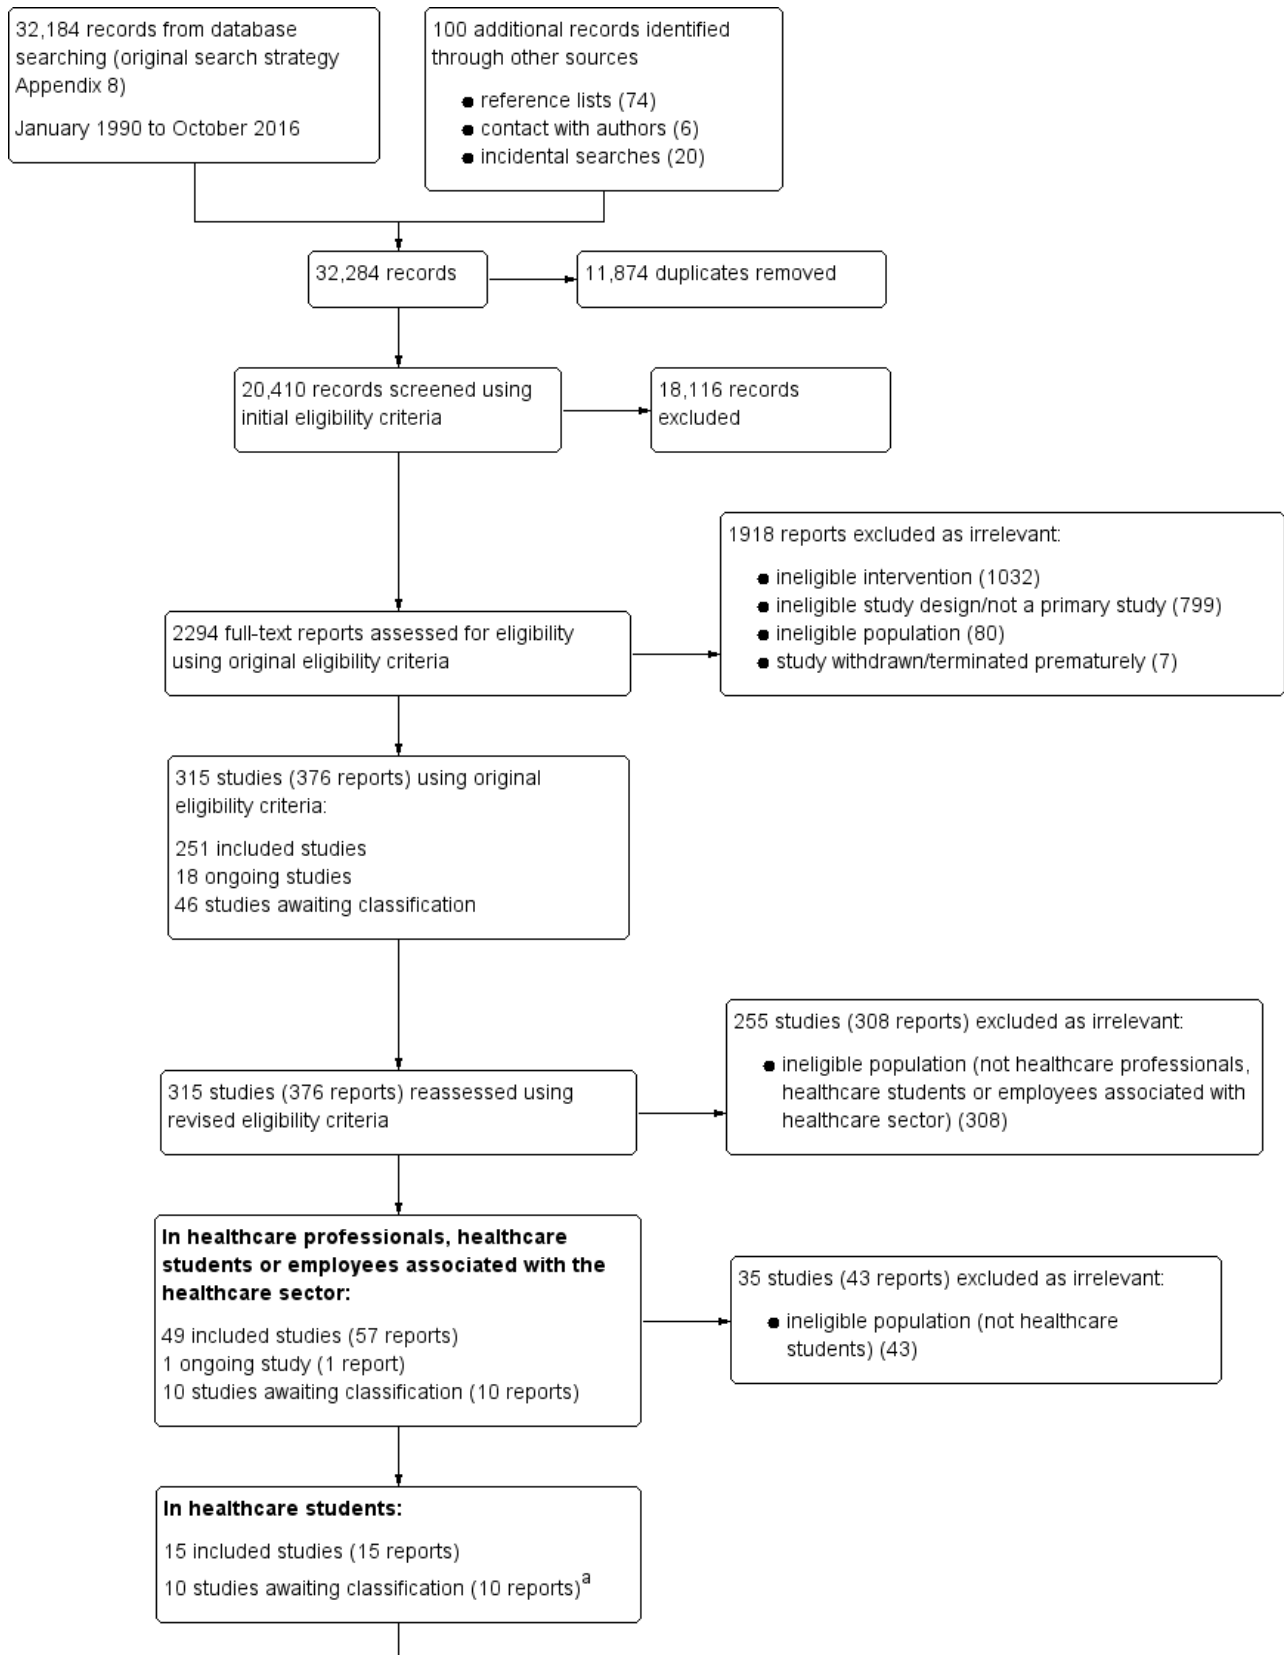 32,184 records from database
searching (original search strategy
Appendix 8)
January 1990 to October 2016
100 additional records identified
through other sources
● reference lists (74)
● contact with authors (6)
● incidental searches (20)
32,284 records
11,874 duplicates removed
20,410 records screened using
initial eligibility criteria
18,116 records
excluded
1918 reports excluded as irrelevant:
● ineligible intervention (1032)
● ineligible study design/not a primary study (799)
● ineligible population (80)
● study withdrawn/terminated prematurely (7)
2294 full-text reports assessed for eligibility
using original eligibility criteria
315 studies (376 reports) using original
eligibility criteria:
251 included studies
18 ongoing studies
46 studies awaiting classification
255 studies (308 reports) excluded as irrelevant:
● ineligible population (not healthcare professionals,
healthcare students or employees associated with
healthcare sector) (308)
315 studies (376 reports) reassessed using
revised eligibility criteria
In healthcare professionals, healthcare
students or employees associated with the
healthcare sector:
49 included studies (57 reports)
1 ongoing study (1 report)
10 studies awaiting classification (10 reports)
35 studies (43 reports) excluded as irrelevant:
● ineligible population (not healthcare
students) (43)
In healthcare students:
15 included studies (15 reports)
10 studies awaiting classification (10 reports)a